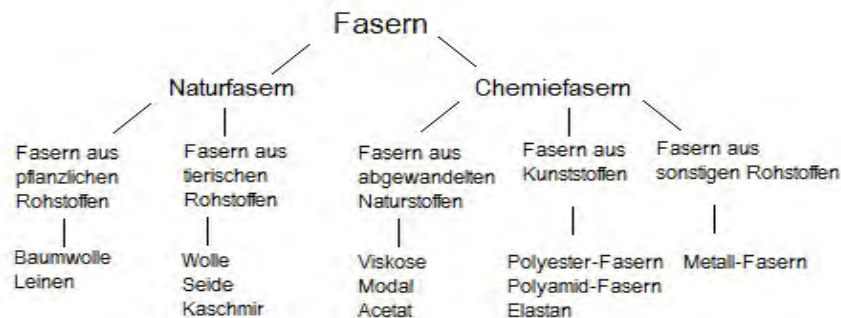 Fasern
Naturfasern
Chemiefasern
Fasern aus
pflanzlichen
Rohstoffen
Fasern aus
tierischen
Rohstoffen
Fasern aus
abgewandelten
Naturstoffen
Fasern aus
Kunststoffen
Fasern aus
sonstigen Rohstoffen
Baumwolle
Leinen
Wolle
Seide
Kaschmir
Viskose
Modal
Acetat
Polyester-Fasern
Polyamid-Fasern
Elastan
Metall-Fasern